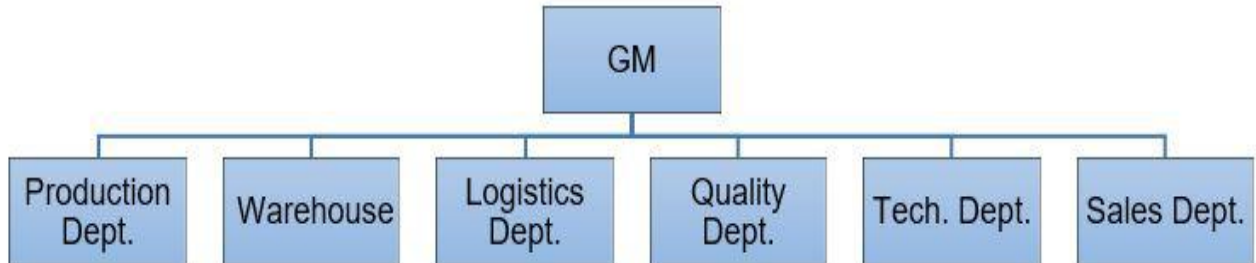 GM
Production
Dept.
Warehouse
Logistics
Dept.
Quality
Dept.
Tech. Dept.
Sales Dept.